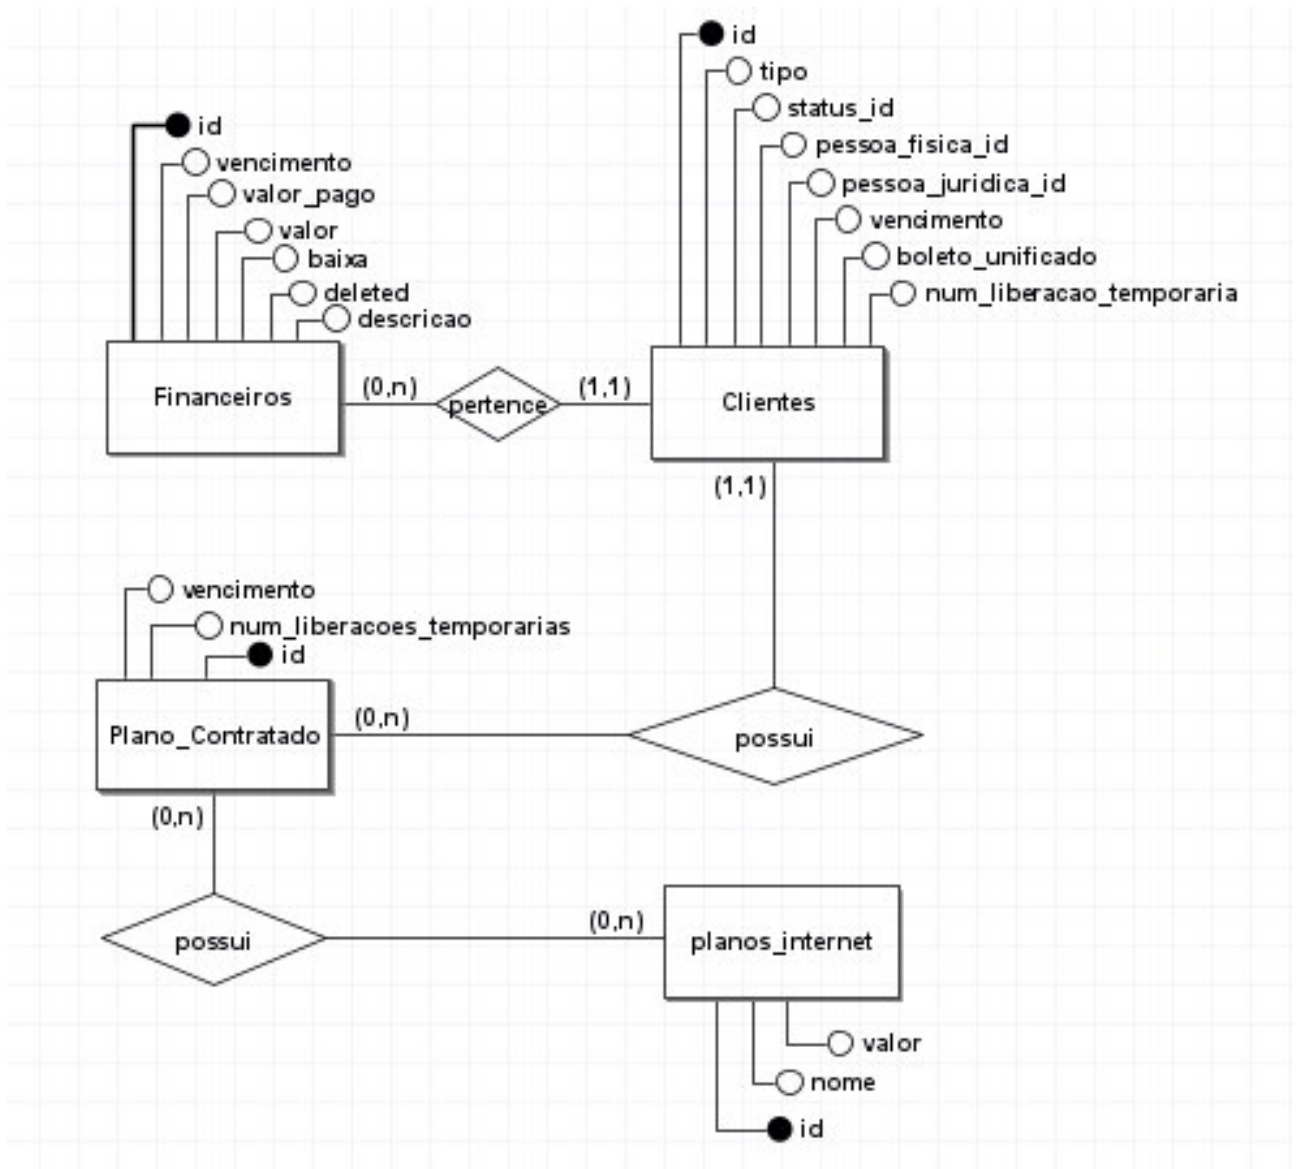 id
vencimento
valor_pago
valor
baixa
deleted
descricao
Financeiros
(0,n)
pertence
(1,1)
id
tipo
status_id
pessoa_fisica_id
pessoa_juridica_id
vencimento
boleto_unificado
num_liberacao_temporaria
Clientes
(1,1)
vencimento
num_liberacoes_temporarias
id
Plano_Contratado
(0,n)
possui
(0,n)
possui
(0,n)
planos_internet
valor
nome
id